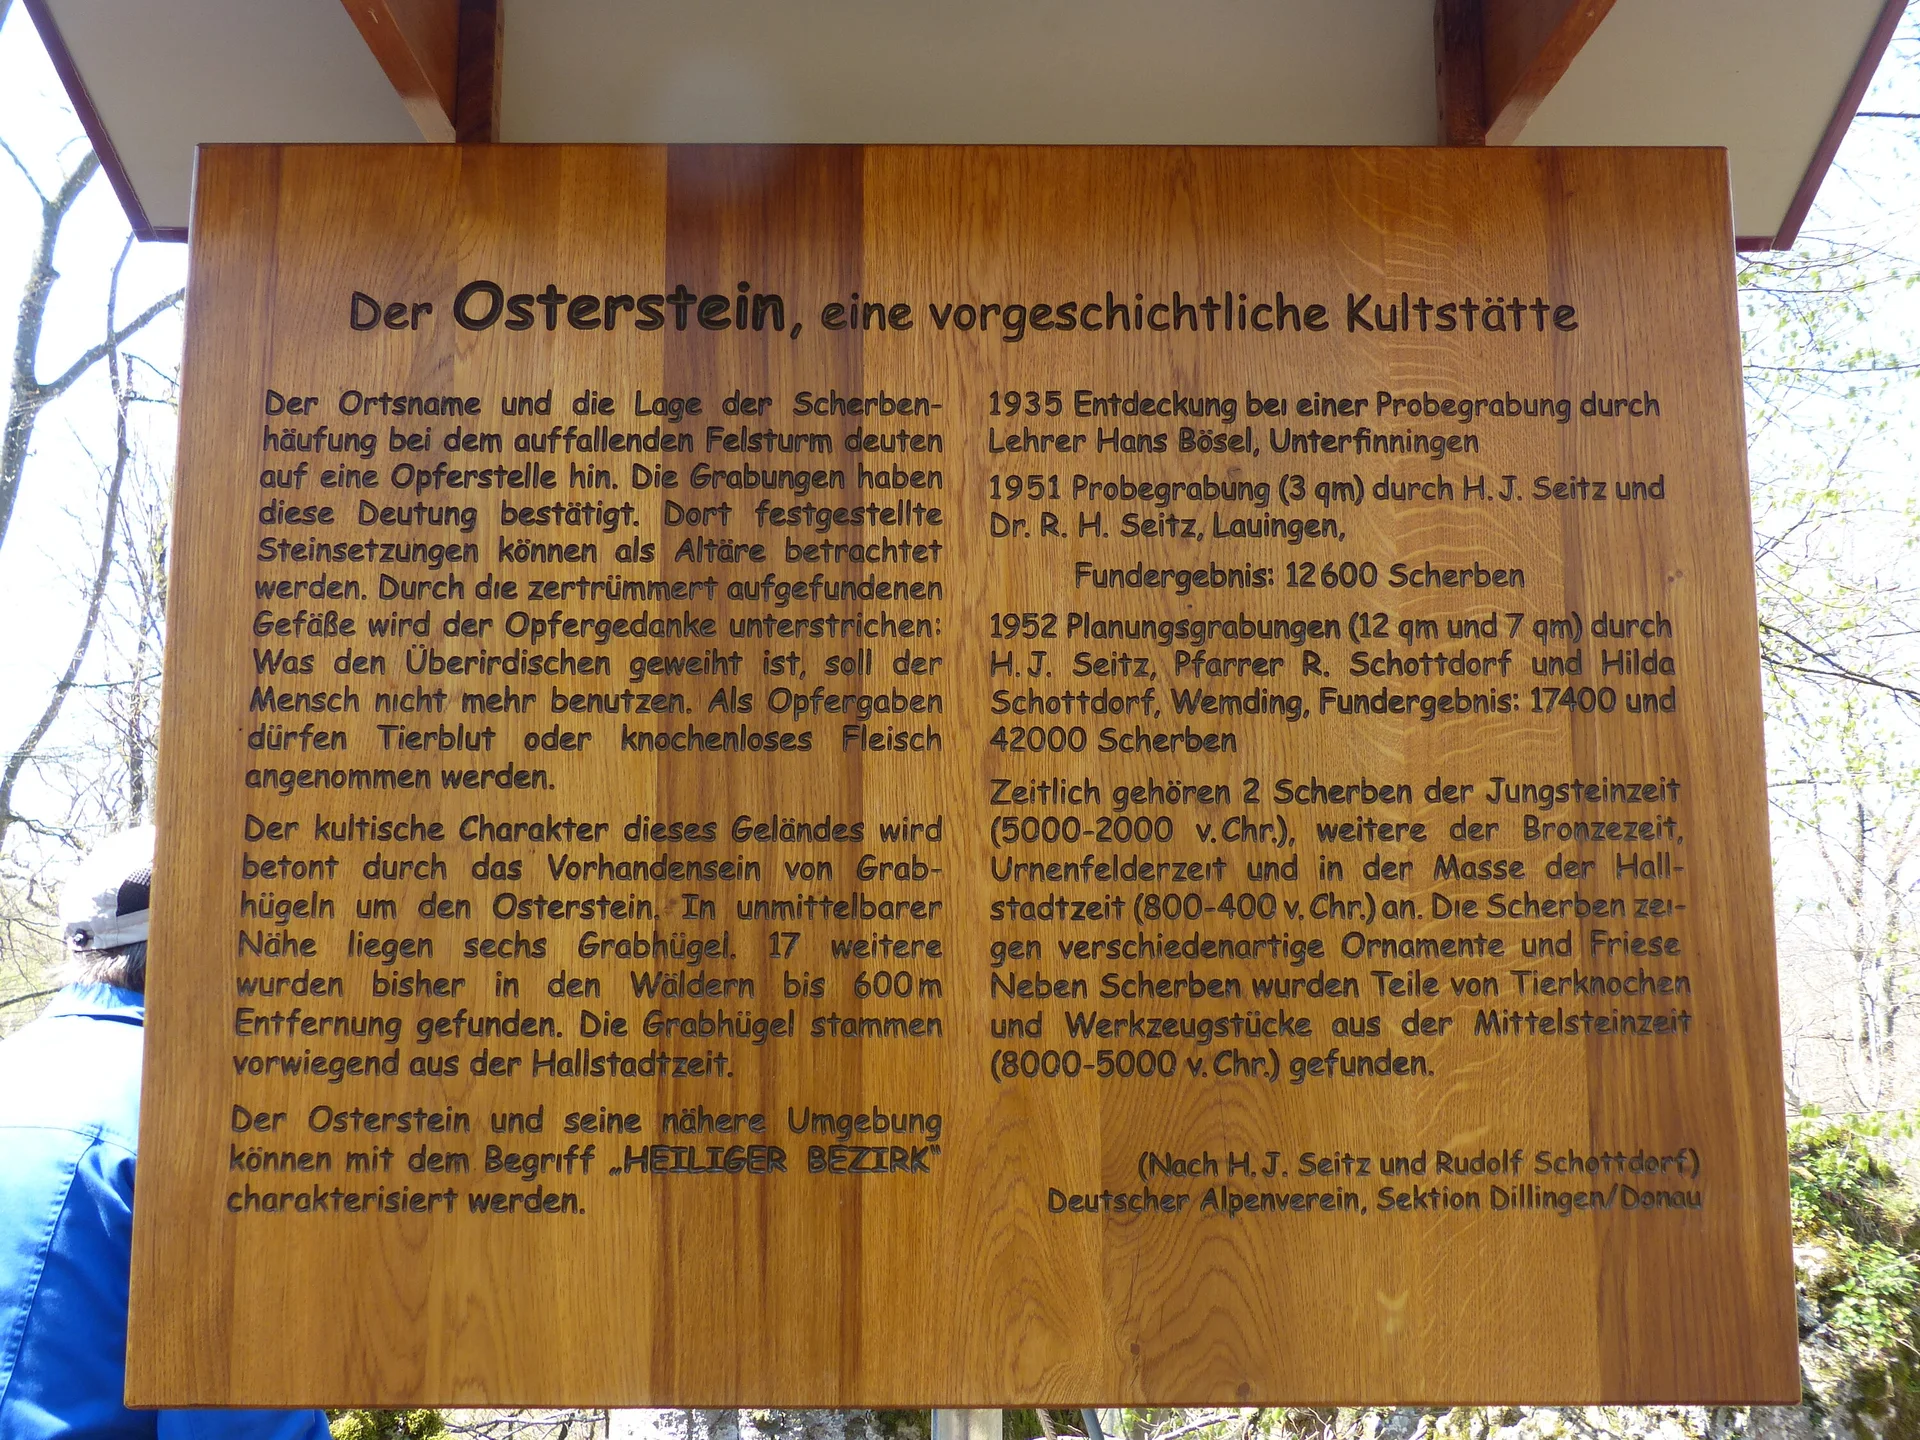 Der Osterstein, eine vorgeschichtliche Kultstätte
Der Ortsname und die Lage der Scherben-
häufung bei dem auffallenden Felsturm deuten
auf eine Opferstelle hin. Die Grabungen haben
diese Deutung bestätigt. Dort festgestellte
Steinsetzungen können als Altäre betrachtet
werden. Durch die zertrümmert aufgefundenen
Gefäße wird der Opfergedanke unterstrichen:
Was den Überirdischen geweiht ist, soll der
Mensch nicht mehr benutzen. Als Opfergaben
dürfen Tierblut oder knochenloses Fleisch
angenommen werden.
Der kultische Charakter dieses Geländes wird
betont durch das Vorhandensein von Grab-
hügeln um den Osterstein. In unmittelbarer
Nähe liegen sechs Grabhügel. 17 weitere
wurden bisher in den Wäldern bis 600 m
Entfernung gefunden. Die Grabhügel stammen
vorwiegend aus der Hallstadtzeit.
Der Osterstein und seine nähere Umgebung
können mit dem Begriff „HEILIGER BEZIRK"
charakterisiert werden.
1935 Entdeckung bei einer Probegrabung durch
Lehrer Hans Bösel, Unterfinningen
1951 Probegrabung (3 qm) durch H. J. Seitz und
Dr. R. H. Seitz, Lauingen,
Fundergebnis: 12 600 Scherben
1952 Planungsgrabungen (12 qm und 7 qm) durch
H. J. Seitz, Pfarrer R. Schottdorf und Hilda
Schottdorf, Wemding, Fundergebnis: 17400 und
42000 Scherben
Zeitlich gehören 2 Scherben der Jungsteinzeit
(5000-2000 v. Chr.), weitere der Bronzezeit,
Urnenfelderzeit und in der Masse der Hall-
stadtzeit (800-400 v. Chr.) an. Die Scherben zei-
gen verschiedenartige Ornamente und Friese
Neben Scherben wurden Teile von Tierknochen
und Werkzeugstücke aus der Mittelsteinzeit
(8000-5000 v. Chr.) gefunden.
(Nach H. J. Seitz und Rudolf Schottdorf)
Deutscher Alpenverein, Sektion Dillingen/Donau